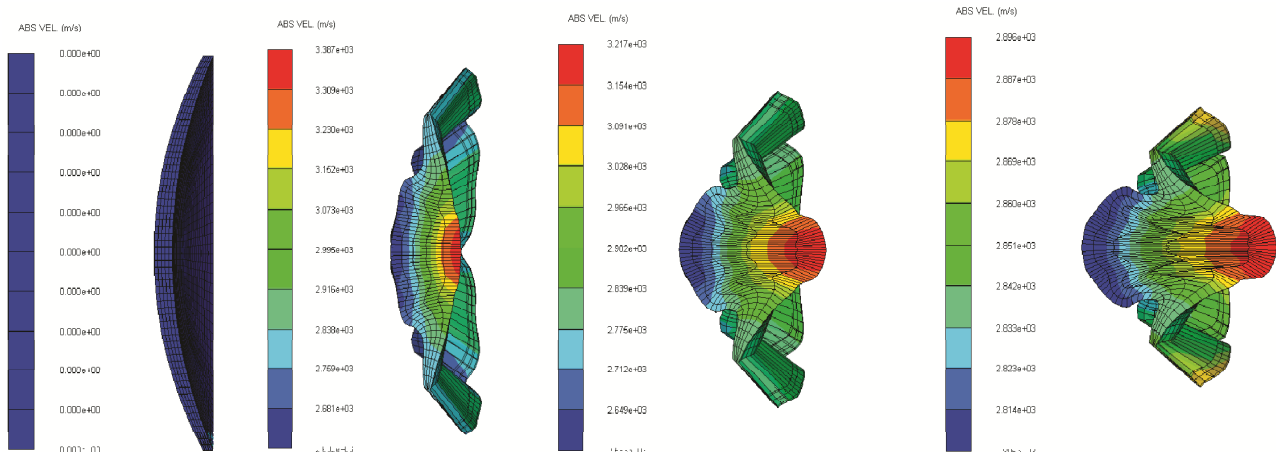 ABS VEL. (m/s)
0.000e+00
0.000e+00
0.000e+00
0.000e+00
0.000e+00
0.000e+00
0.000e+00
0.000e+00
0.000e+00
0.000e+00
ABS VEL. (m/s)
3.387e+03
3.309e+03
3.230e+03
3.152e+03
3.073e+03
2.995e+03
2.916e+03
2.838e+03
2.759e+03
2.681e+03
ABS VEL. (m/s)
3.217e+03
3.154e+03
3.091e+03
3.028e+03
2.965e+03
2.902e+03
2.839e+03
2.775e+03
2.712e+03
2.649e+03
ABS VEL. (m/s)
2.896e+03
2.887e+03
2.878e+03
2.869e+03
2.860e+03
2.851e+03
2.842e+03
2.833e+03
2.823e+03
2.814e+03